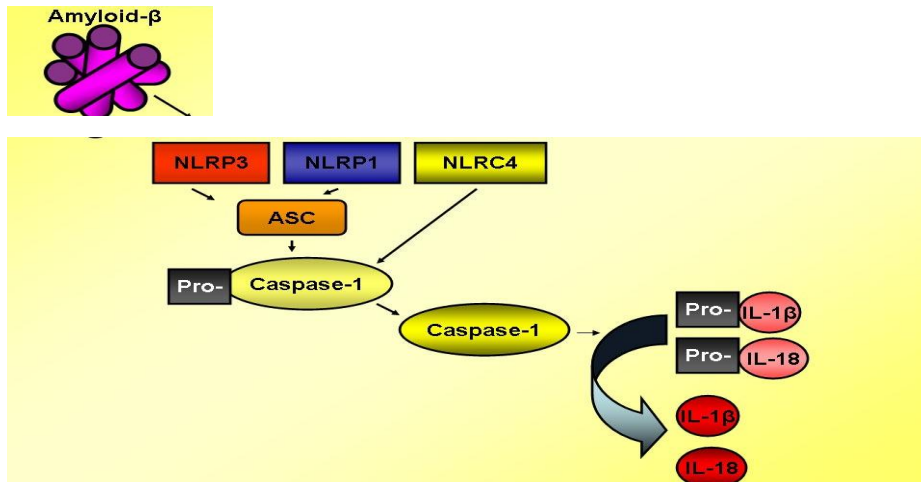 Amyloid-β
NLRP3 NLRP1 NLRC4
ASC
Pro- Caspase-1
Caspase-1
Pro- IL-1β
Pro- IL-18
IL-1β
IL-18